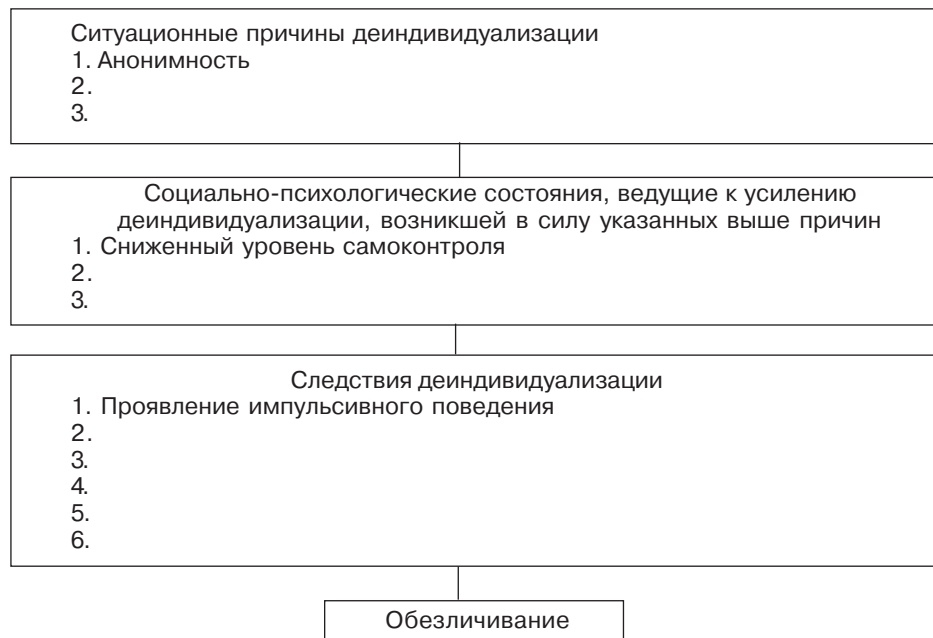 Ситуационные причины деиндивидуализации
1. Анонимность
2.
3.
Социально-психологические состояния, ведущие к усилению
деиндивидуализации, возникшей в силу указанных выше причин
1. Сниженный уровень самоконтроля
2.
3.
Следствия деиндивидуализации
1. Проявление импульсивного поведения
2.
3.
4.
5.
6.
Обезличивание